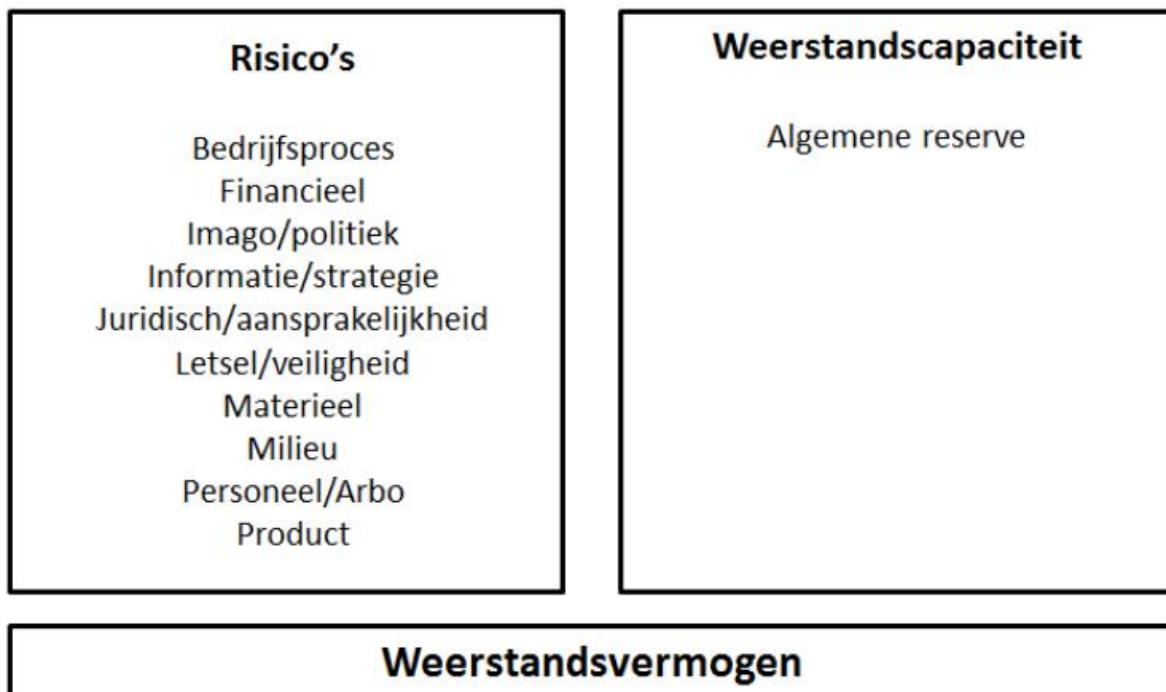 Risico’s
Bedrijfsproces
Financieel
Imago/politiek
Informatie/strategie
Juridisch/aansprakelijkheid
Letsel/veiligheid
Materieel
Milieu
Personeel/Arbo
Product
Weerstandscapaciteit
Algemene reserve
Weerstandsvermogen